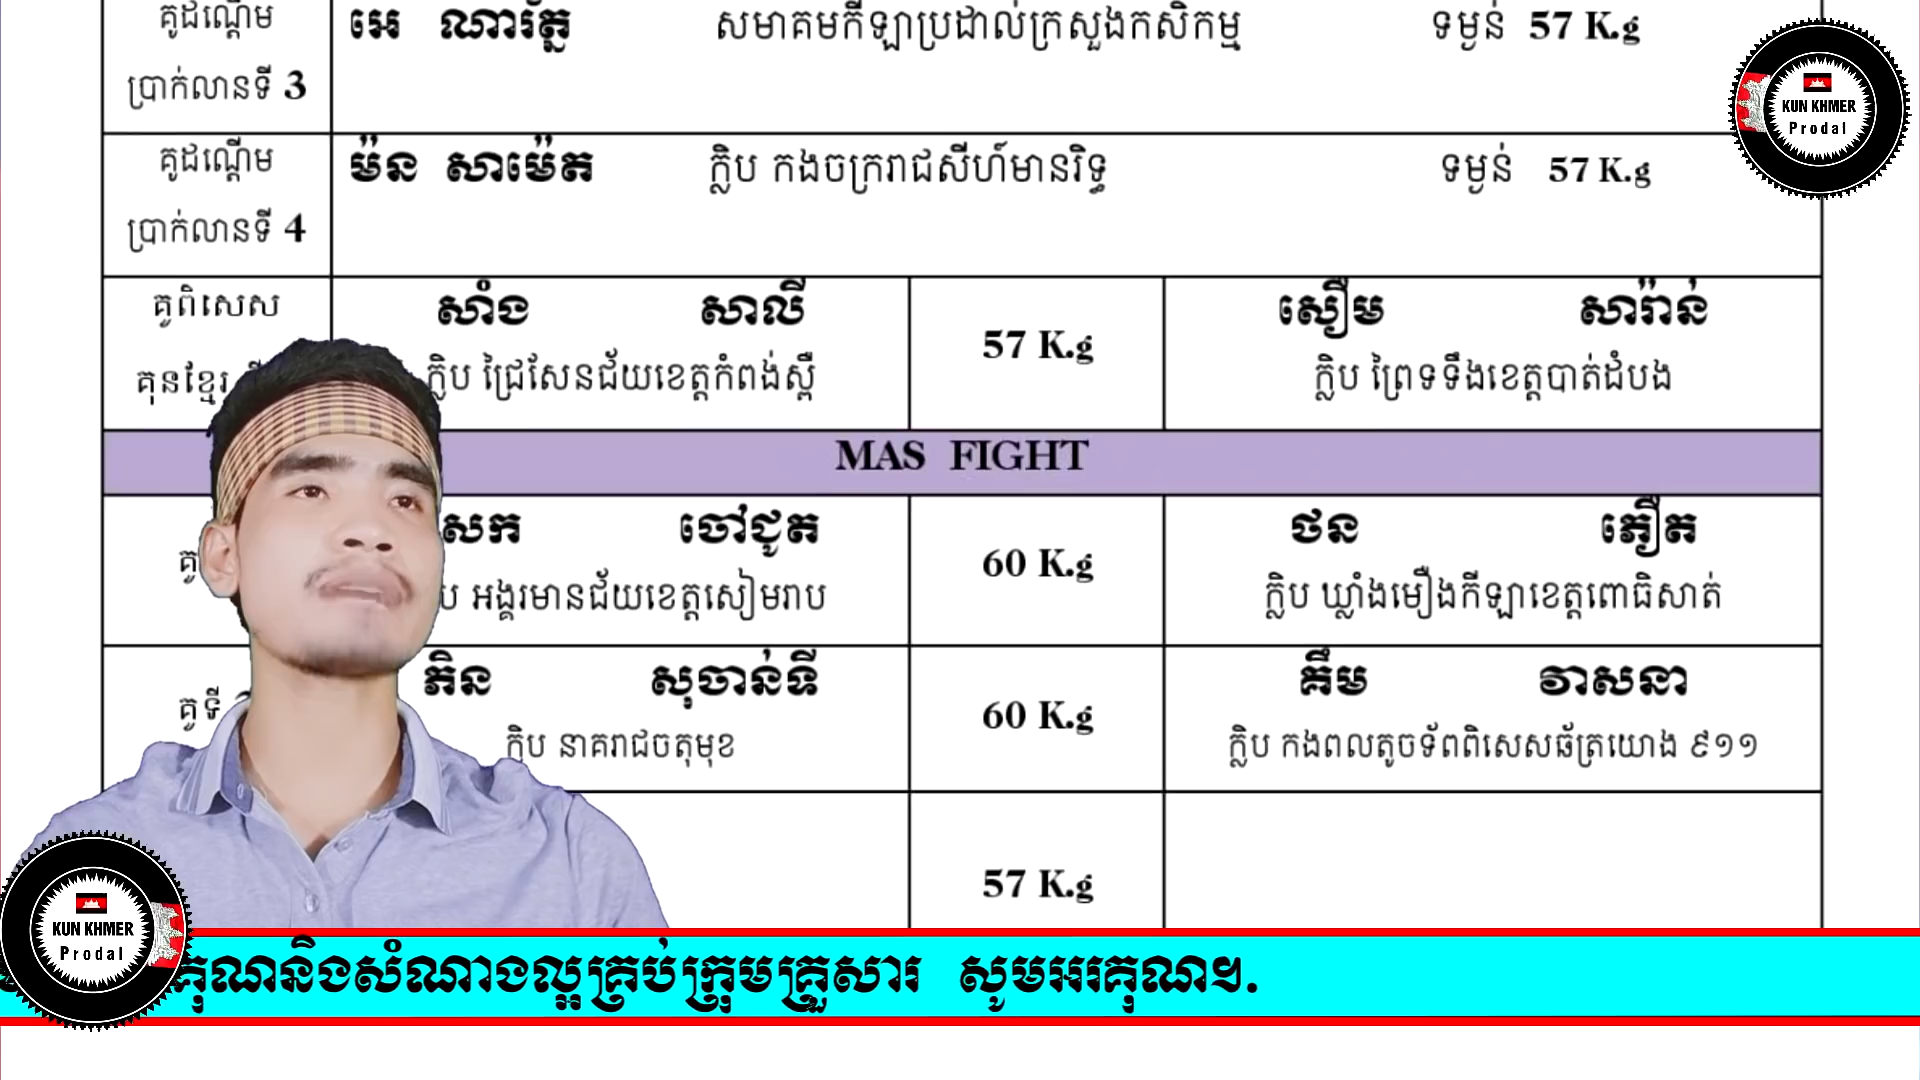 គូដណ្ដើម
ប្រាក់លានទី 3
អេ ណារ័ត្ន
សមាគមកីឡាប្រដាល់ក្រសួងកសិកម្ម
ទម្ងន់ 57 K.g
KUN KHMER
Prodal
គូដណ្ដើម
ប្រាក់លានទី 4
ម៉ន សាម៉េត
ក្លិប កងចក្ររាជសីហ៍មានរិទ្ធ
ទម្ងន់ 57 K.g
គូពិសេស
គុនខ្មែរ
សាំង សាលី
ក្លិប ជ្រៃសែនជ័យខេត្តកំពង់ស្ពឺ
57 K.g
សឿម សារ៉ាន់
ក្លិប ព្រៃទទឹងខេត្តបាត់ដំបង
MAS FIGHT
សក ចៅជូត
អង្គរមានជ័យខេត្តសៀមរាប
60 K.g
ថន ភឿត
ក្លិប ឃ្លាំងមឿងកីឡាខេត្តពោធិសាត់
គូទី
ភិន សុចាន់ទី
ក្លិប នាគរាជចតុមុខ
60 K.g
គឹម វាសនា
ក្លិប កងពលតូចទ័ពពិសេសឆ័ត្រយោង ៩១១
57 K.g
KUN KHMER
Prodal
គុណនិងសំណាងល្អគ្រប់ក្រុមគ្រួសារ សូមអរគុណ។.